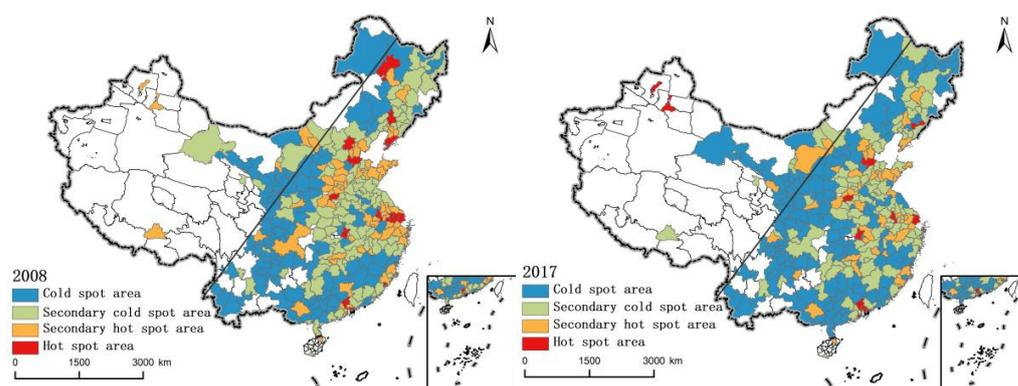 N
2008
Cold spot area
Secondary cold spot area
Secondary hot spot area
Hot spot area
0 1500 3000 km
N
2017
Cold spot area
Secondary cold spot area
Secondary hot spot area
Hot spot area
0 1500 3000 km